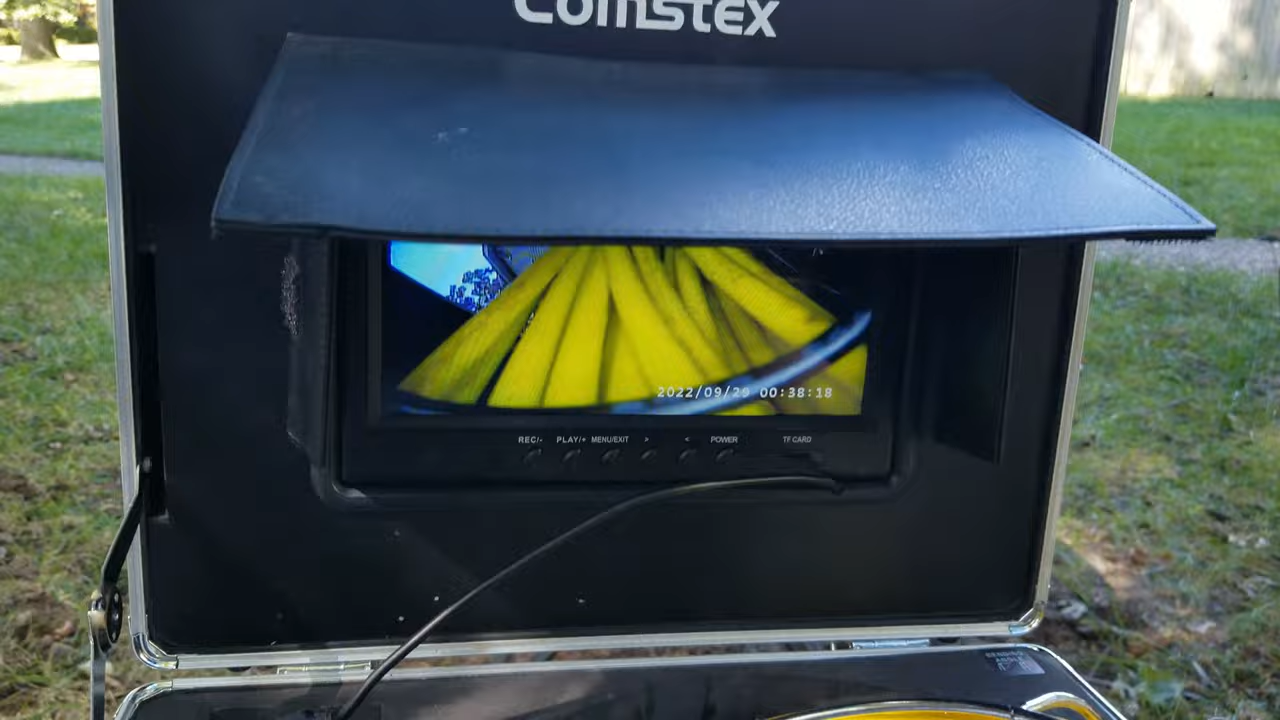 Comstex
2022/09/29 00:38:18
REC/- PLAY/+ MENU/EXIT > < POWER TF CARD